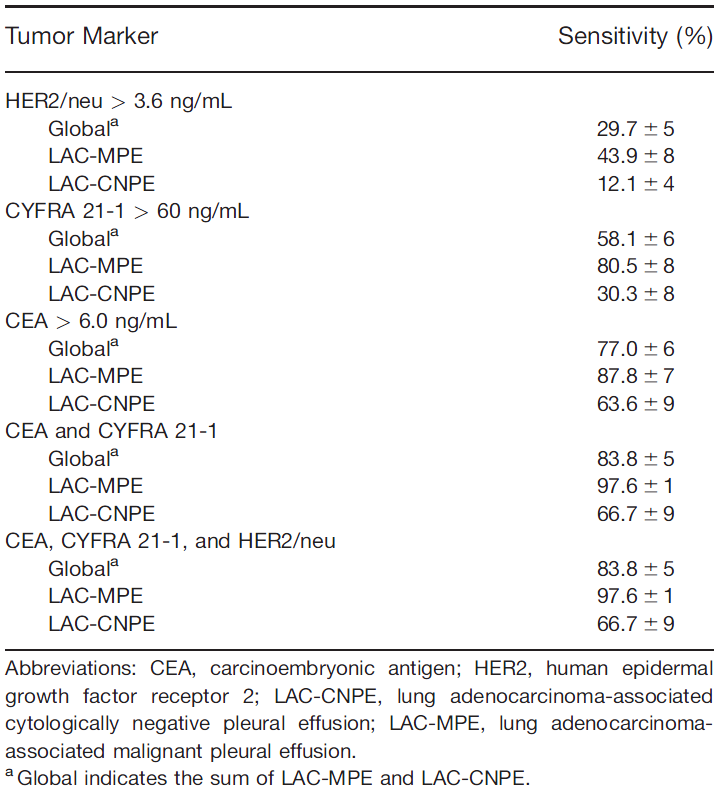 Tumor Marker Sensitivity (%)
HER2/neu > 3.6 ng/mL
Globalᵃ 29.7 ± 5
LAC-MPE 43.9 ± 8
LAC-CNPE 12.1 ± 4
CYFRA 21-1 > 60 ng/mL
Globalᵃ 58.1 ± 6
LAC-MPE 80.5 ± 8
LAC-CNPE 30.3 ± 8
CEA > 6.0 ng/mL
Globalᵃ 77.0 ± 6
LAC-MPE 87.8 ± 7
LAC-CNPE 63.6 ± 9
CEA and CYFRA 21-1
Globalᵃ 83.8 ± 5
LAC-MPE 97.6 ± 1
LAC-CNPE 66.7 ± 9
CEA, CYFRA 21-1, and HER2/neu
Globalᵃ 83.8 ± 5
LAC-MPE 97.6 ± 1
LAC-CNPE 66.7 ± 9
Abbreviations: CEA, carcinoembryonic antigen; HER2, human epidermal
growth factor receptor 2; LAC-CNPE, lung adenocarcinoma-associated
cytologically negative pleural effusion; LAC-MPE, lung adenocarcinoma-
associated malignant pleural effusion.
ᵃ Global indicates the sum of LAC-MPE and LAC-CNPE.